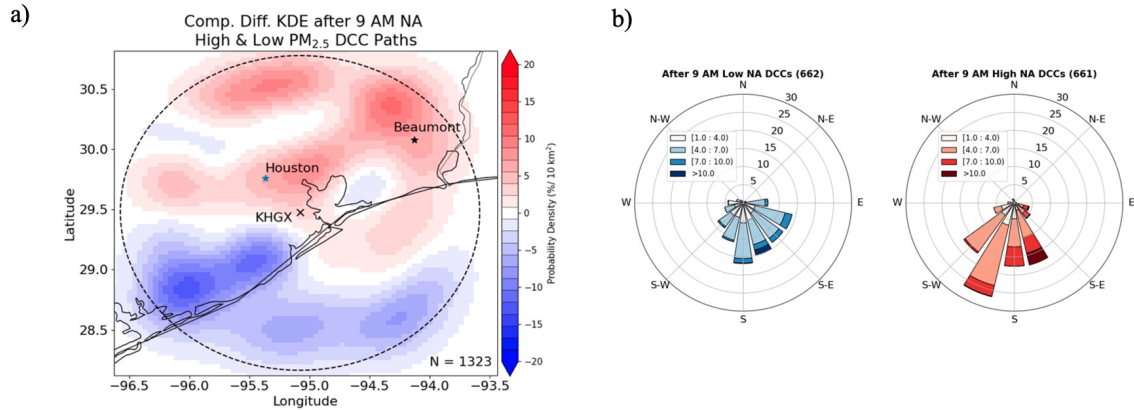 a)
Comp. Diff. KDE after 9 AM NA
High & Low PM2.5 DCC Paths
30.5
30.0
29.5
29.0
28.5
Latitude
Beaumont
Houston
KHGX
N = 1323
−96.5 −96.0 −95.5 −95.0 −94.5 −94.0 −93.5
Longitude
20
15
10
5
0
−5
−10
−15
−20
Probability Density (%/ 10 km²)
b)
After 9 AM Low NA DCCs (662)
N
N-W
N-E
W
E
S-W
S-E
S
30
25
20
15
10
5
[1.0 : 4.0)
[4.0 : 7.0)
[7.0 : 10.0)
>10.0
After 9 AM High NA DCCs (661)
N
N-W
N-E
W
E
S-W
S-E
S
30
25
20
15
10
5
[1.0 : 4.0)
[4.0 : 7.0)
[7.0 : 10.0)
>10.0